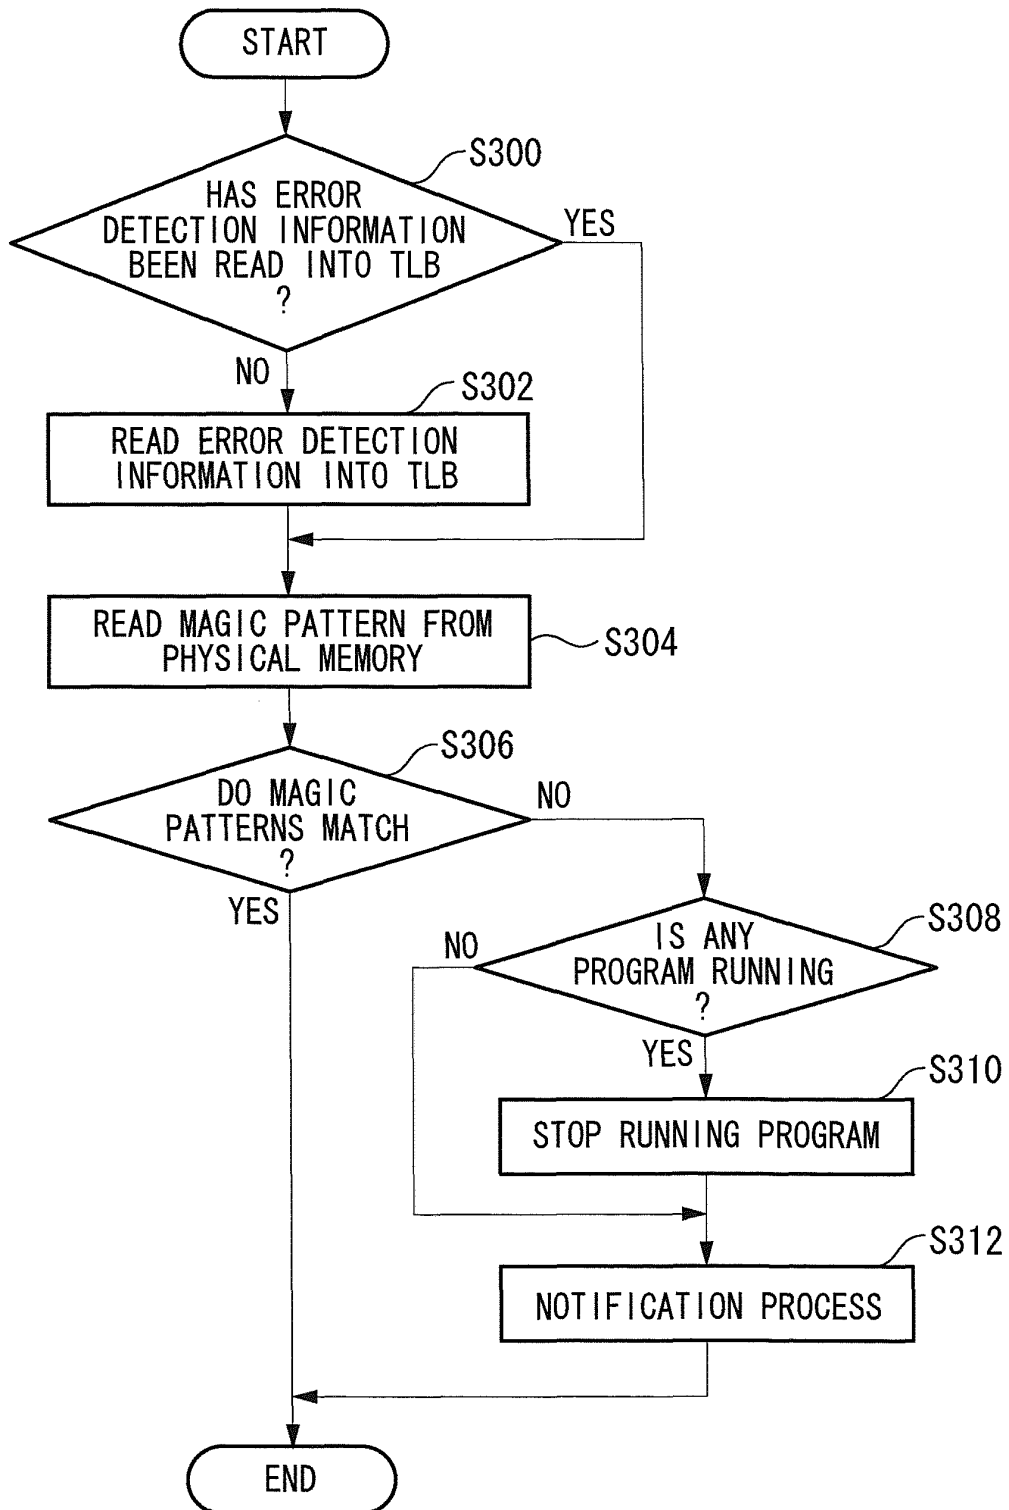 START
S300
HAS ERROR
DETECTION INFORMATION
BEEN READ INTO TLB
?
YES
NO
S302
READ ERROR DETECTION
INFORMATION INTO TLB
READ MAGIC PATTERN FROM
PHYSICAL MEMORY
S304
S306
DO MAGIC
PATTERNS MATCH
?
NO
YES
S308
IS ANY
PROGRAM RUNNING
?
NO
YES
S310
STOP RUNNING PROGRAM
S312
NOTIFICATION PROCESS
END